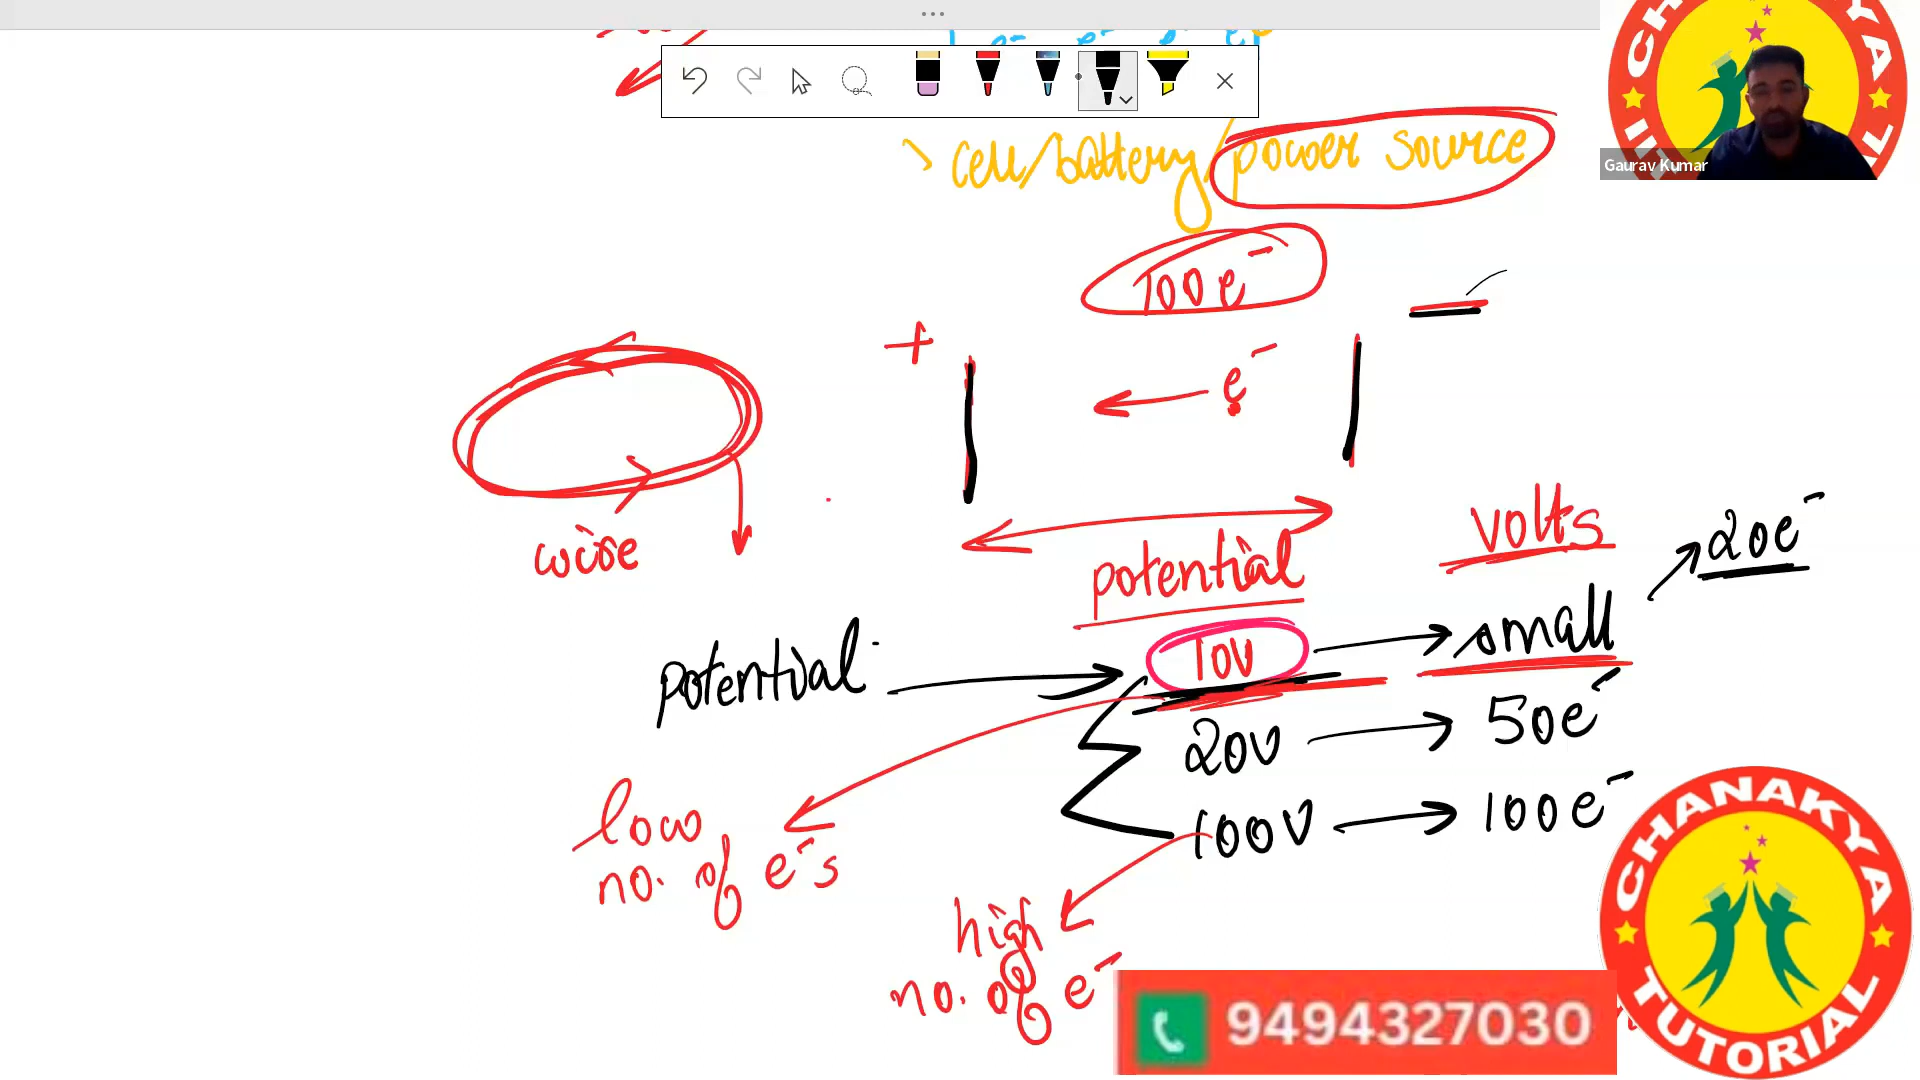 cell/battery/power source
Gaurav Kumar
100e⁻
+
e⁻
wire
potential
volts
20e⁻
potential
10V
small
20V
50e⁻
100V
100e⁻
low
no. of e⁻s
high
no. of e⁻
9494327030
CHANAKYA
TUTORIAL